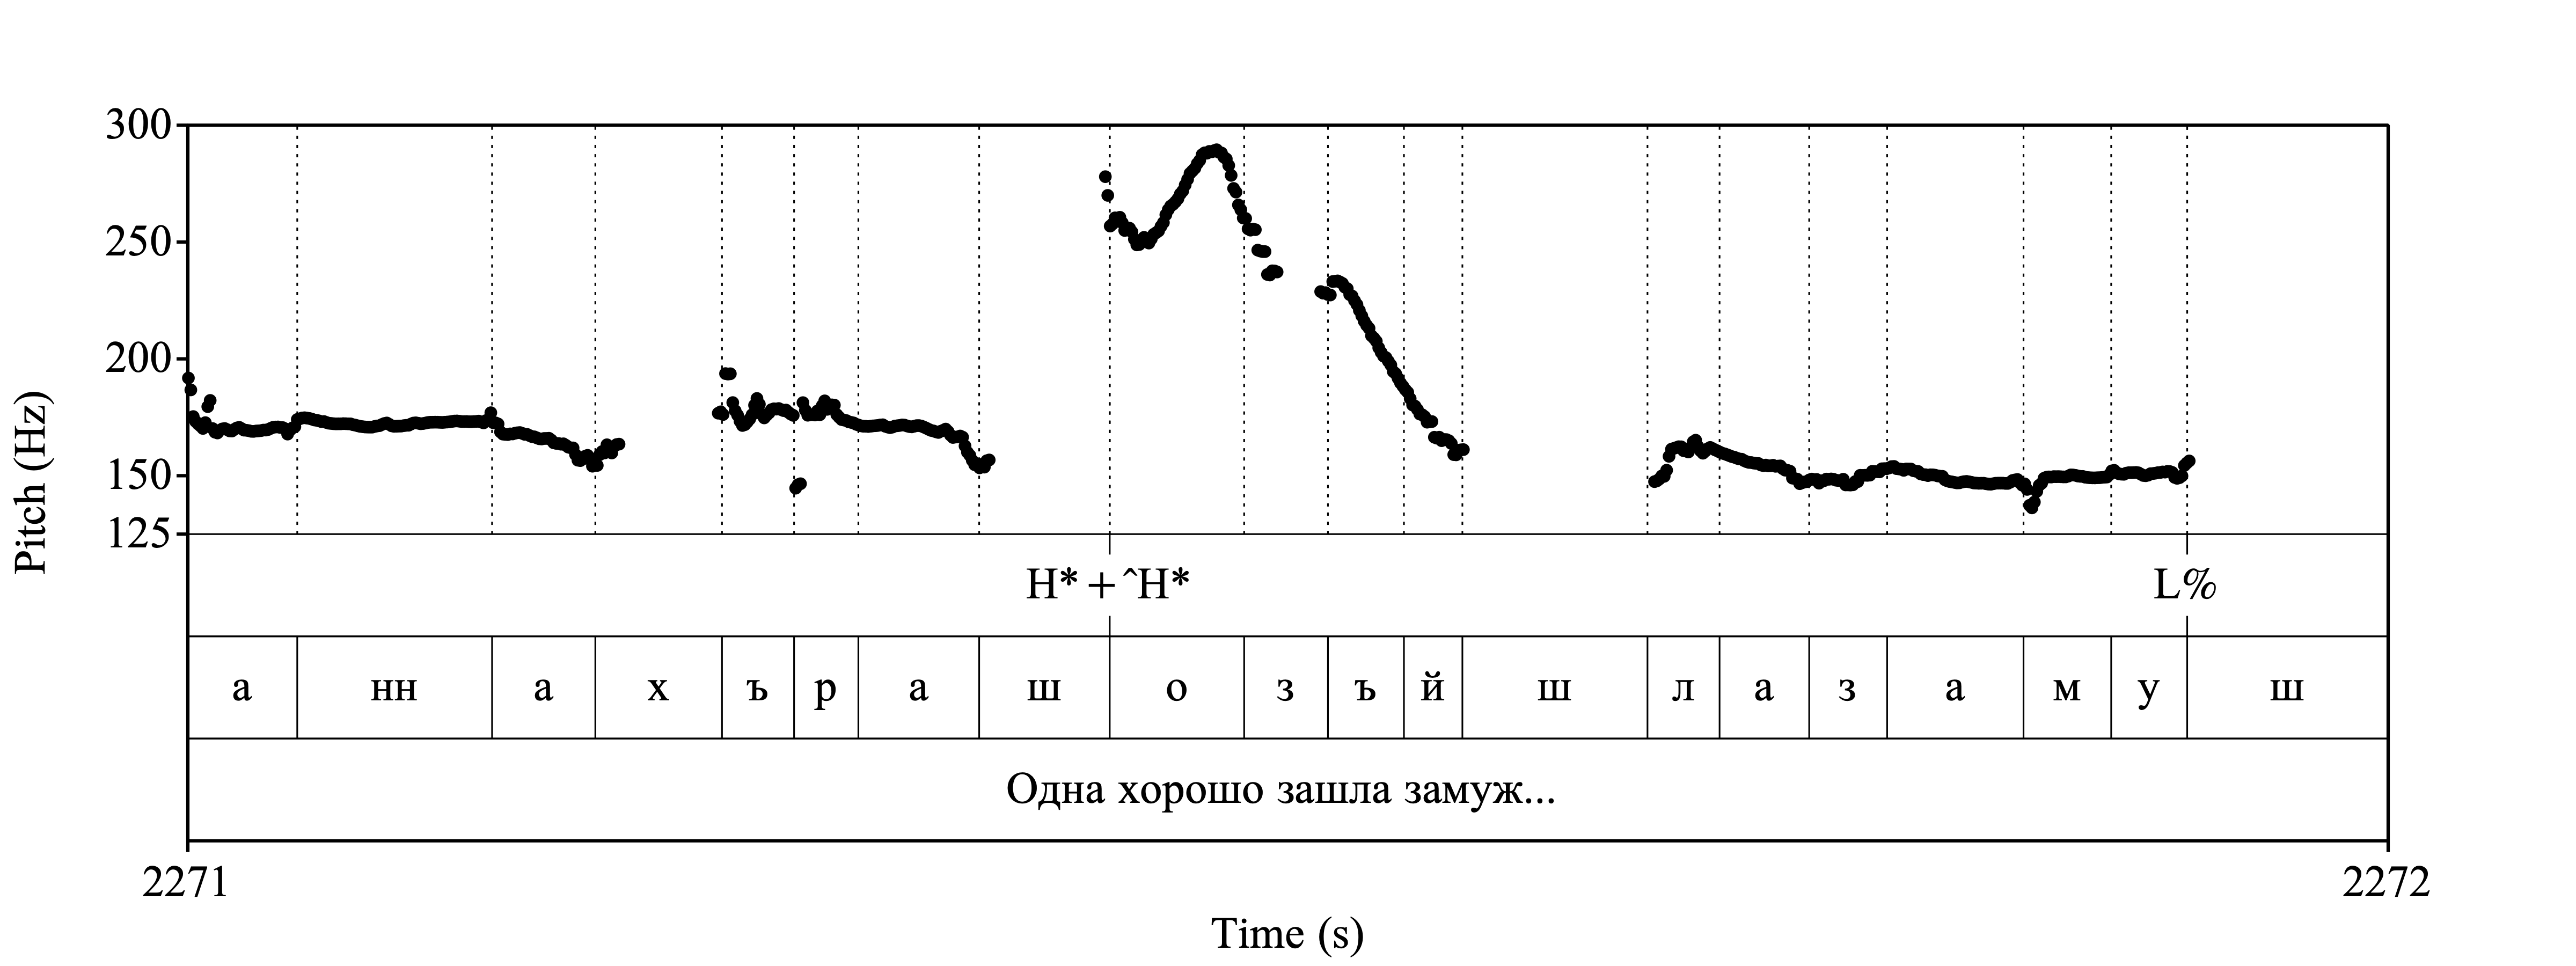 300
250
200
150
125
Pitch (Hz)
H* + ˆH* L%
а нн а х ъ р а ш о з ъ й ш л а з а м у ш
Одна хорошо зашла замуж...
2271 2272
Time (s)